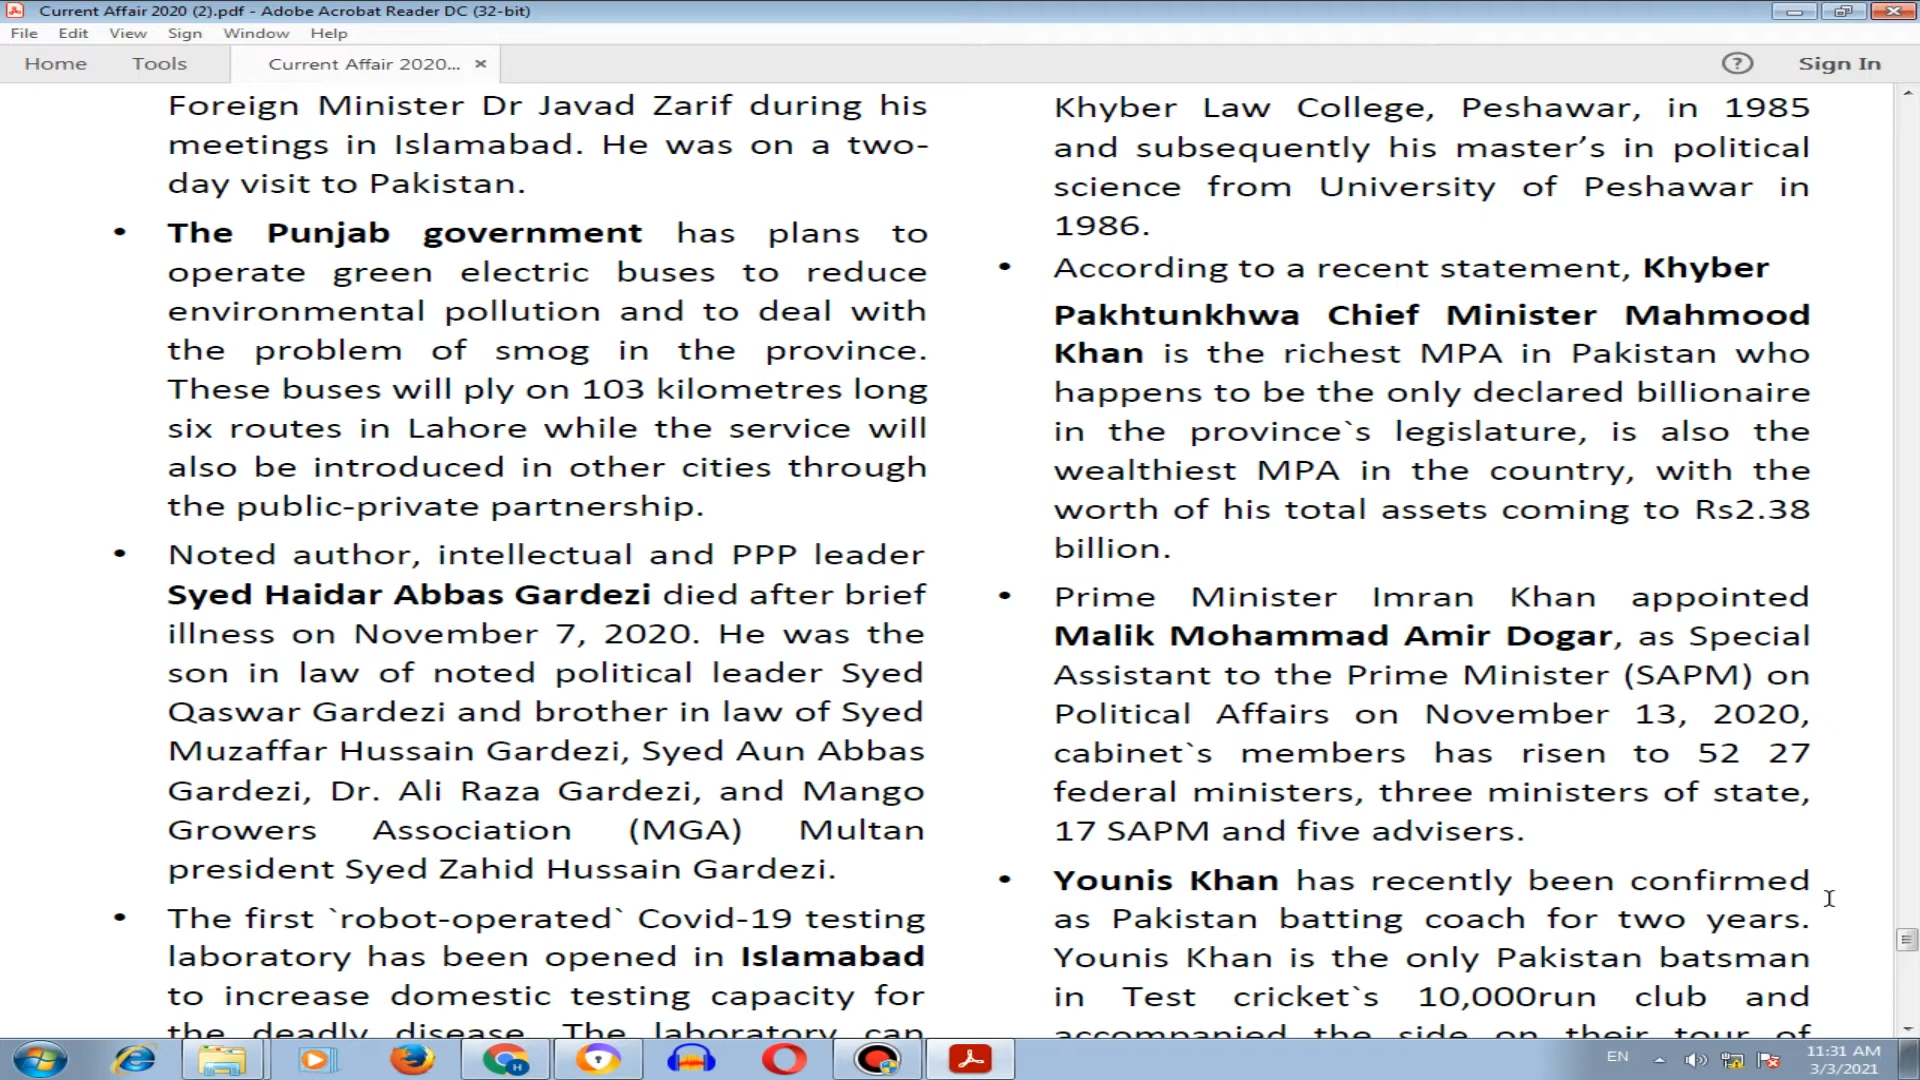 Current Affair 2020 (2).pdf - Adobe Acrobat Reader DC (32-bit)
File Edit View Sign Window Help
Home Tools Current Affair 2020... × ? Sign In
Foreign Minister Dr Javad Zarif during his
meetings in Islamabad. He was on a two-
day visit to Pakistan.
• The Punjab government has plans to
operate green electric buses to reduce
environmental pollution and to deal with
the problem of smog in the province.
These buses will ply on 103 kilometres long
six routes in Lahore while the service will
also be introduced in other cities through
the public-private partnership.
• Noted author, intellectual and PPP leader
Syed Haidar Abbas Gardezi died after brief
illness on November 7, 2020. He was the
son in law of noted political leader Syed
Qaswar Gardezi and brother in law of Syed
Muzaffar Hussain Gardezi, Syed Aun Abbas
Gardezi, Dr. Ali Raza Gardezi, and Mango
Growers Association (MGA) Multan
president Syed Zahid Hussain Gardezi.
• The first `robot-operated` Covid-19 testing
laboratory has been opened in Islamabad
to increase domestic testing capacity for
the deadly disease. The laboratory can
Khyber Law College, Peshawar, in 1985
and subsequently his master’s in political
science from University of Peshawar in
1986.
• According to a recent statement, Khyber
Pakhtunkhwa Chief Minister Mahmood
Khan is the richest MPA in Pakistan who
happens to be the only declared billionaire
in the province`s legislature, is also the
wealthiest MPA in the country, with the
worth of his total assets coming to Rs2.38
billion.
• Prime Minister Imran Khan appointed
Malik Mohammad Amir Dogar, as Special
Assistant to the Prime Minister (SAPM) on
Political Affairs on November 13, 2020,
cabinet`s members has risen to 52 27
federal ministers, three ministers of state,
17 SAPM and five advisers.
• Younis Khan has recently been confirmed
as Pakistan batting coach for two years.
Younis Khan is the only Pakistan batsman
in Test cricket`s 10,000run club and
accompanied the side on their tour of
EN
11:31 AM
3/3/2021